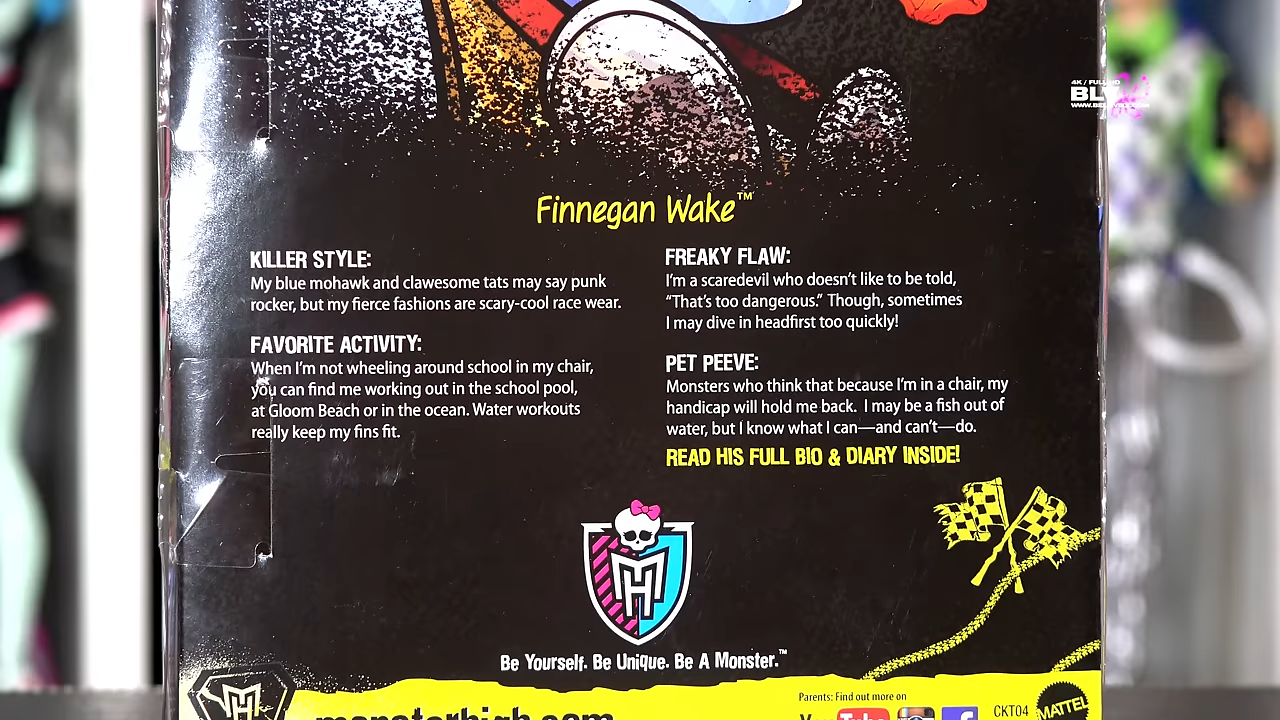 4K / FULL HD
Finnegan Wake™
KILLER STYLE:
My blue mohawk and clawesome tats may say punk
rocker, but my fierce fashions are scary-cool race wear.
FAVORITE ACTIVITY:
When I'm not wheeling around school in my chair,
you can find me working out in the school pool,
at Gloom Beach or in the ocean. Water workouts
really keep my fins fit.
FREAKY FLAW:
I'm a scaredevil who doesn't like to be told,
“That's too dangerous.” Though, sometimes
I may dive in headfirst too quickly!
PET PEEVE:
Monsters who think that because I'm in a chair, my
handicap will hold me back. I may be a fish out of
water, but I know what I can—and can't—do.
READ HIS FULL BIO & DIARY INSIDE!
MH
Be Yourself. Be Unique. Be A Monster.™
MH
monsterhigh.com
Parents: Find out more on
YouTube
f
CKT04
MATTEL